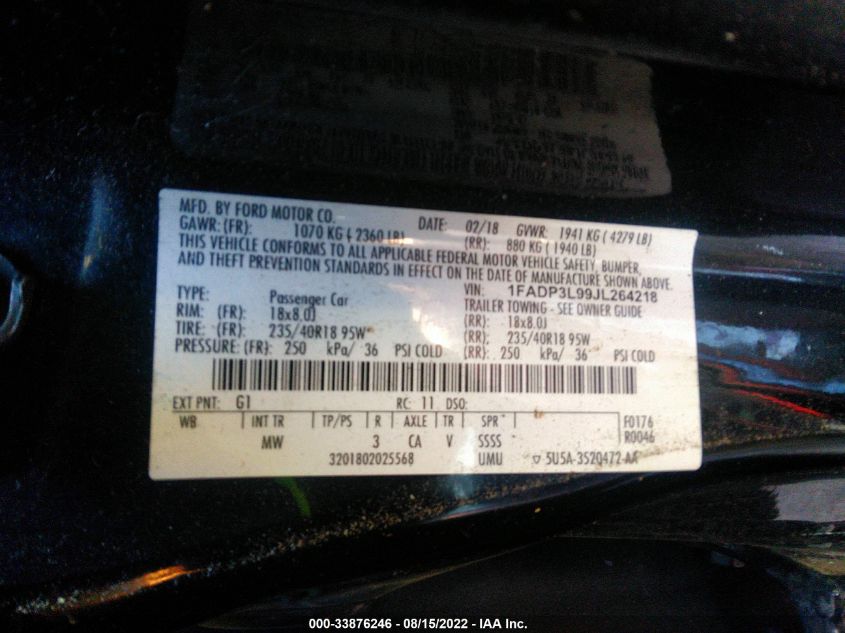 MFD. BY FORD MOTOR CO.
DATE: 02/18 GVWR: 1941 KG ( 4279 LB)
GAWR: (FR): 1070 KG ( 2360 LB) (RR): 880 KG ( 1940 LB)
THIS VEHICLE CONFORMS TO ALL APPLICABLE FEDERAL MOTOR VEHICLE SAFETY, BUMPER,
AND THEFT PREVENTION STANDARDS IN EFFECT ON THE DATE OF MANUFACTURE SHOWN ABOVE.
VIN: 1FADP3L99JL264218
TYPE: Passenger Car TRAILER TOWING - SEE OWNER GUIDE
RIM: (FR): 18x8.0J (RR): 18x8.0J
TIRE: (FR): 235/40R18 95W (RR): 235/40R18 95W
PRESSURE: (FR): 250 kPa/ 36 PSI COLD (RR): 250 kPa/ 36 PSI COLD
EXT PNT: G1 RC: 11 DSO:
WB INT TR TP/PS R AXLE TR SPR F0176
MW 3 CA V SSSS R0046
3201802025568 UMU ▽ 5U5A-3520472-AA
000-33876246 - 08/15/2022 - IAA Inc.